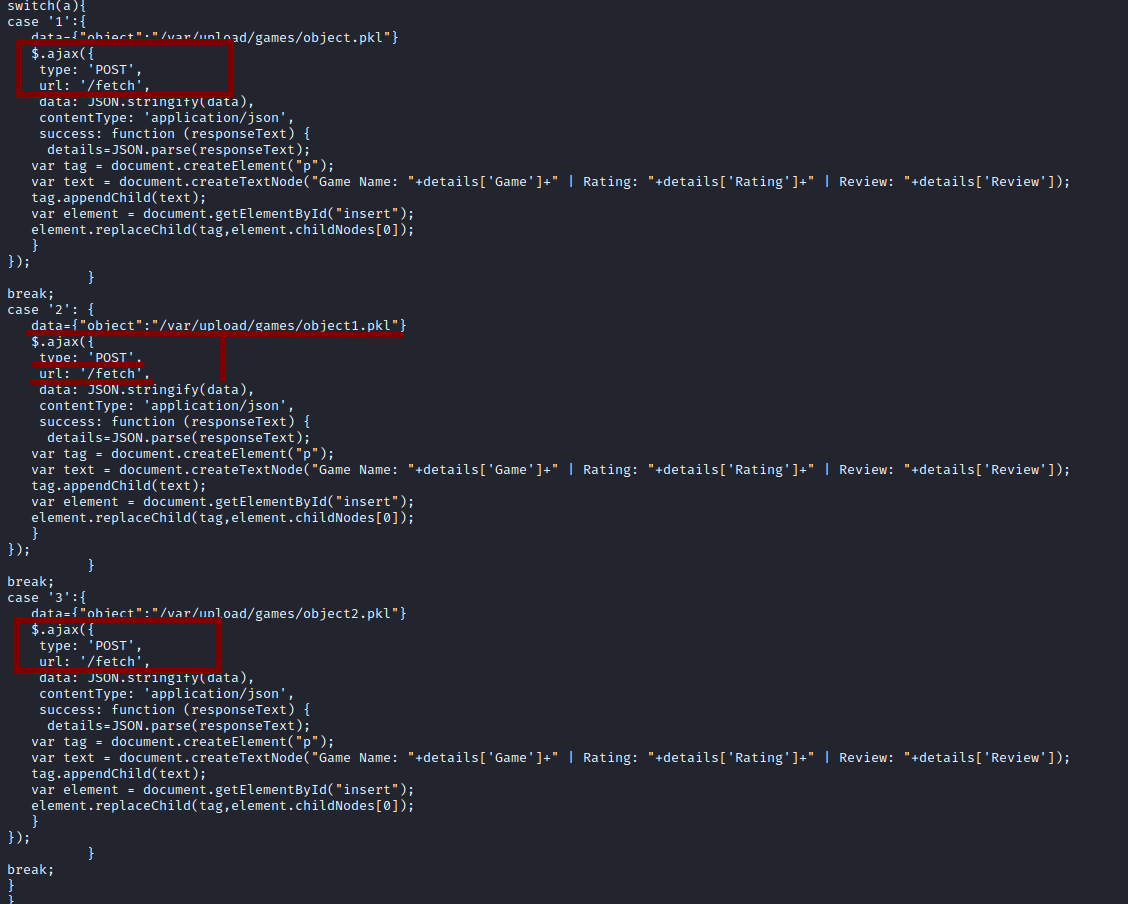 switch(a){
case '1':{
data={"object":"/var/upload/games/object.pkl"}
$.ajax({
type: 'POST',
url: '/fetch',
data: JSON.stringify(data),
contentType: 'application/json',
success: function (responseText) {
details=JSON.parse(responseText);
var tag = document.createElement("p");
var text = document.createTextNode("Game Name: "+details['Game']+" | Rating: "+details['Rating']+" | Review: "+details['Review']);
tag.appendChild(text);
var element = document.getElementById("insert");
element.replaceChild(tag,element.childNodes[0]);
}
});
}
break;
case '2': {
data={"object":"/var/upload/games/object1.pkl"}
$.ajax({
type: 'POST',
url: '/fetch',
data: JSON.stringify(data),
contentType: 'application/json',
success: function (responseText) {
details=JSON.parse(responseText);
var tag = document.createElement("p");
var text = document.createTextNode("Game Name: "+details['Game']+" | Rating: "+details['Rating']+" | Review: "+details['Review']);
tag.appendChild(text);
var element = document.getElementById("insert");
element.replaceChild(tag,element.childNodes[0]);
}
});
}
break;
case '3':{
data={"object":"/var/upload/games/object2.pkl"}
$.ajax({
type: 'POST',
url: '/fetch',
data: JSON.stringify(data),
contentType: 'application/json',
success: function (responseText) {
details=JSON.parse(responseText);
var tag = document.createElement("p");
var text = document.createTextNode("Game Name: "+details['Game']+" | Rating: "+details['Rating']+" | Review: "+details['Review']);
tag.appendChild(text);
var element = document.getElementById("insert");
element.replaceChild(tag,element.childNodes[0]);
}
});
}
break;
}
}